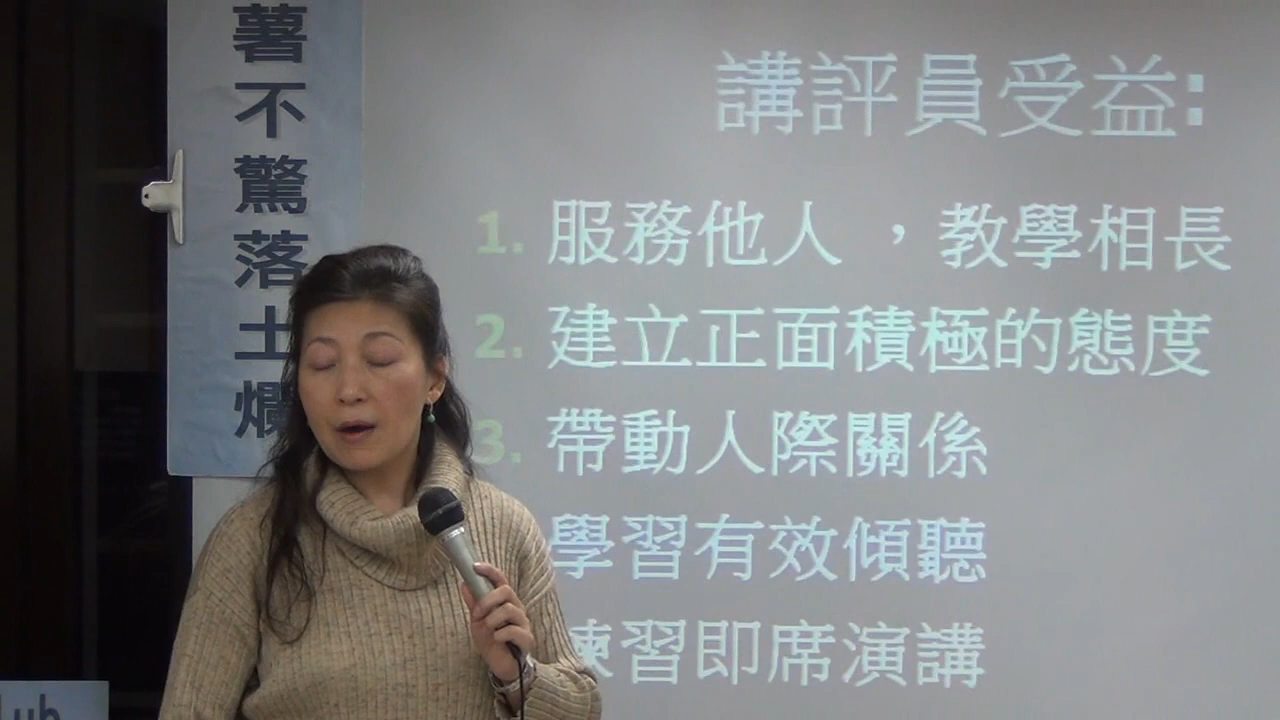 薯不驚落土爛
講評員受益:
1. 服務他人，教學相長
2. 建立正面積極的態度
3. 帶動人際關係
學習有效傾聽
練習即席演講
lub